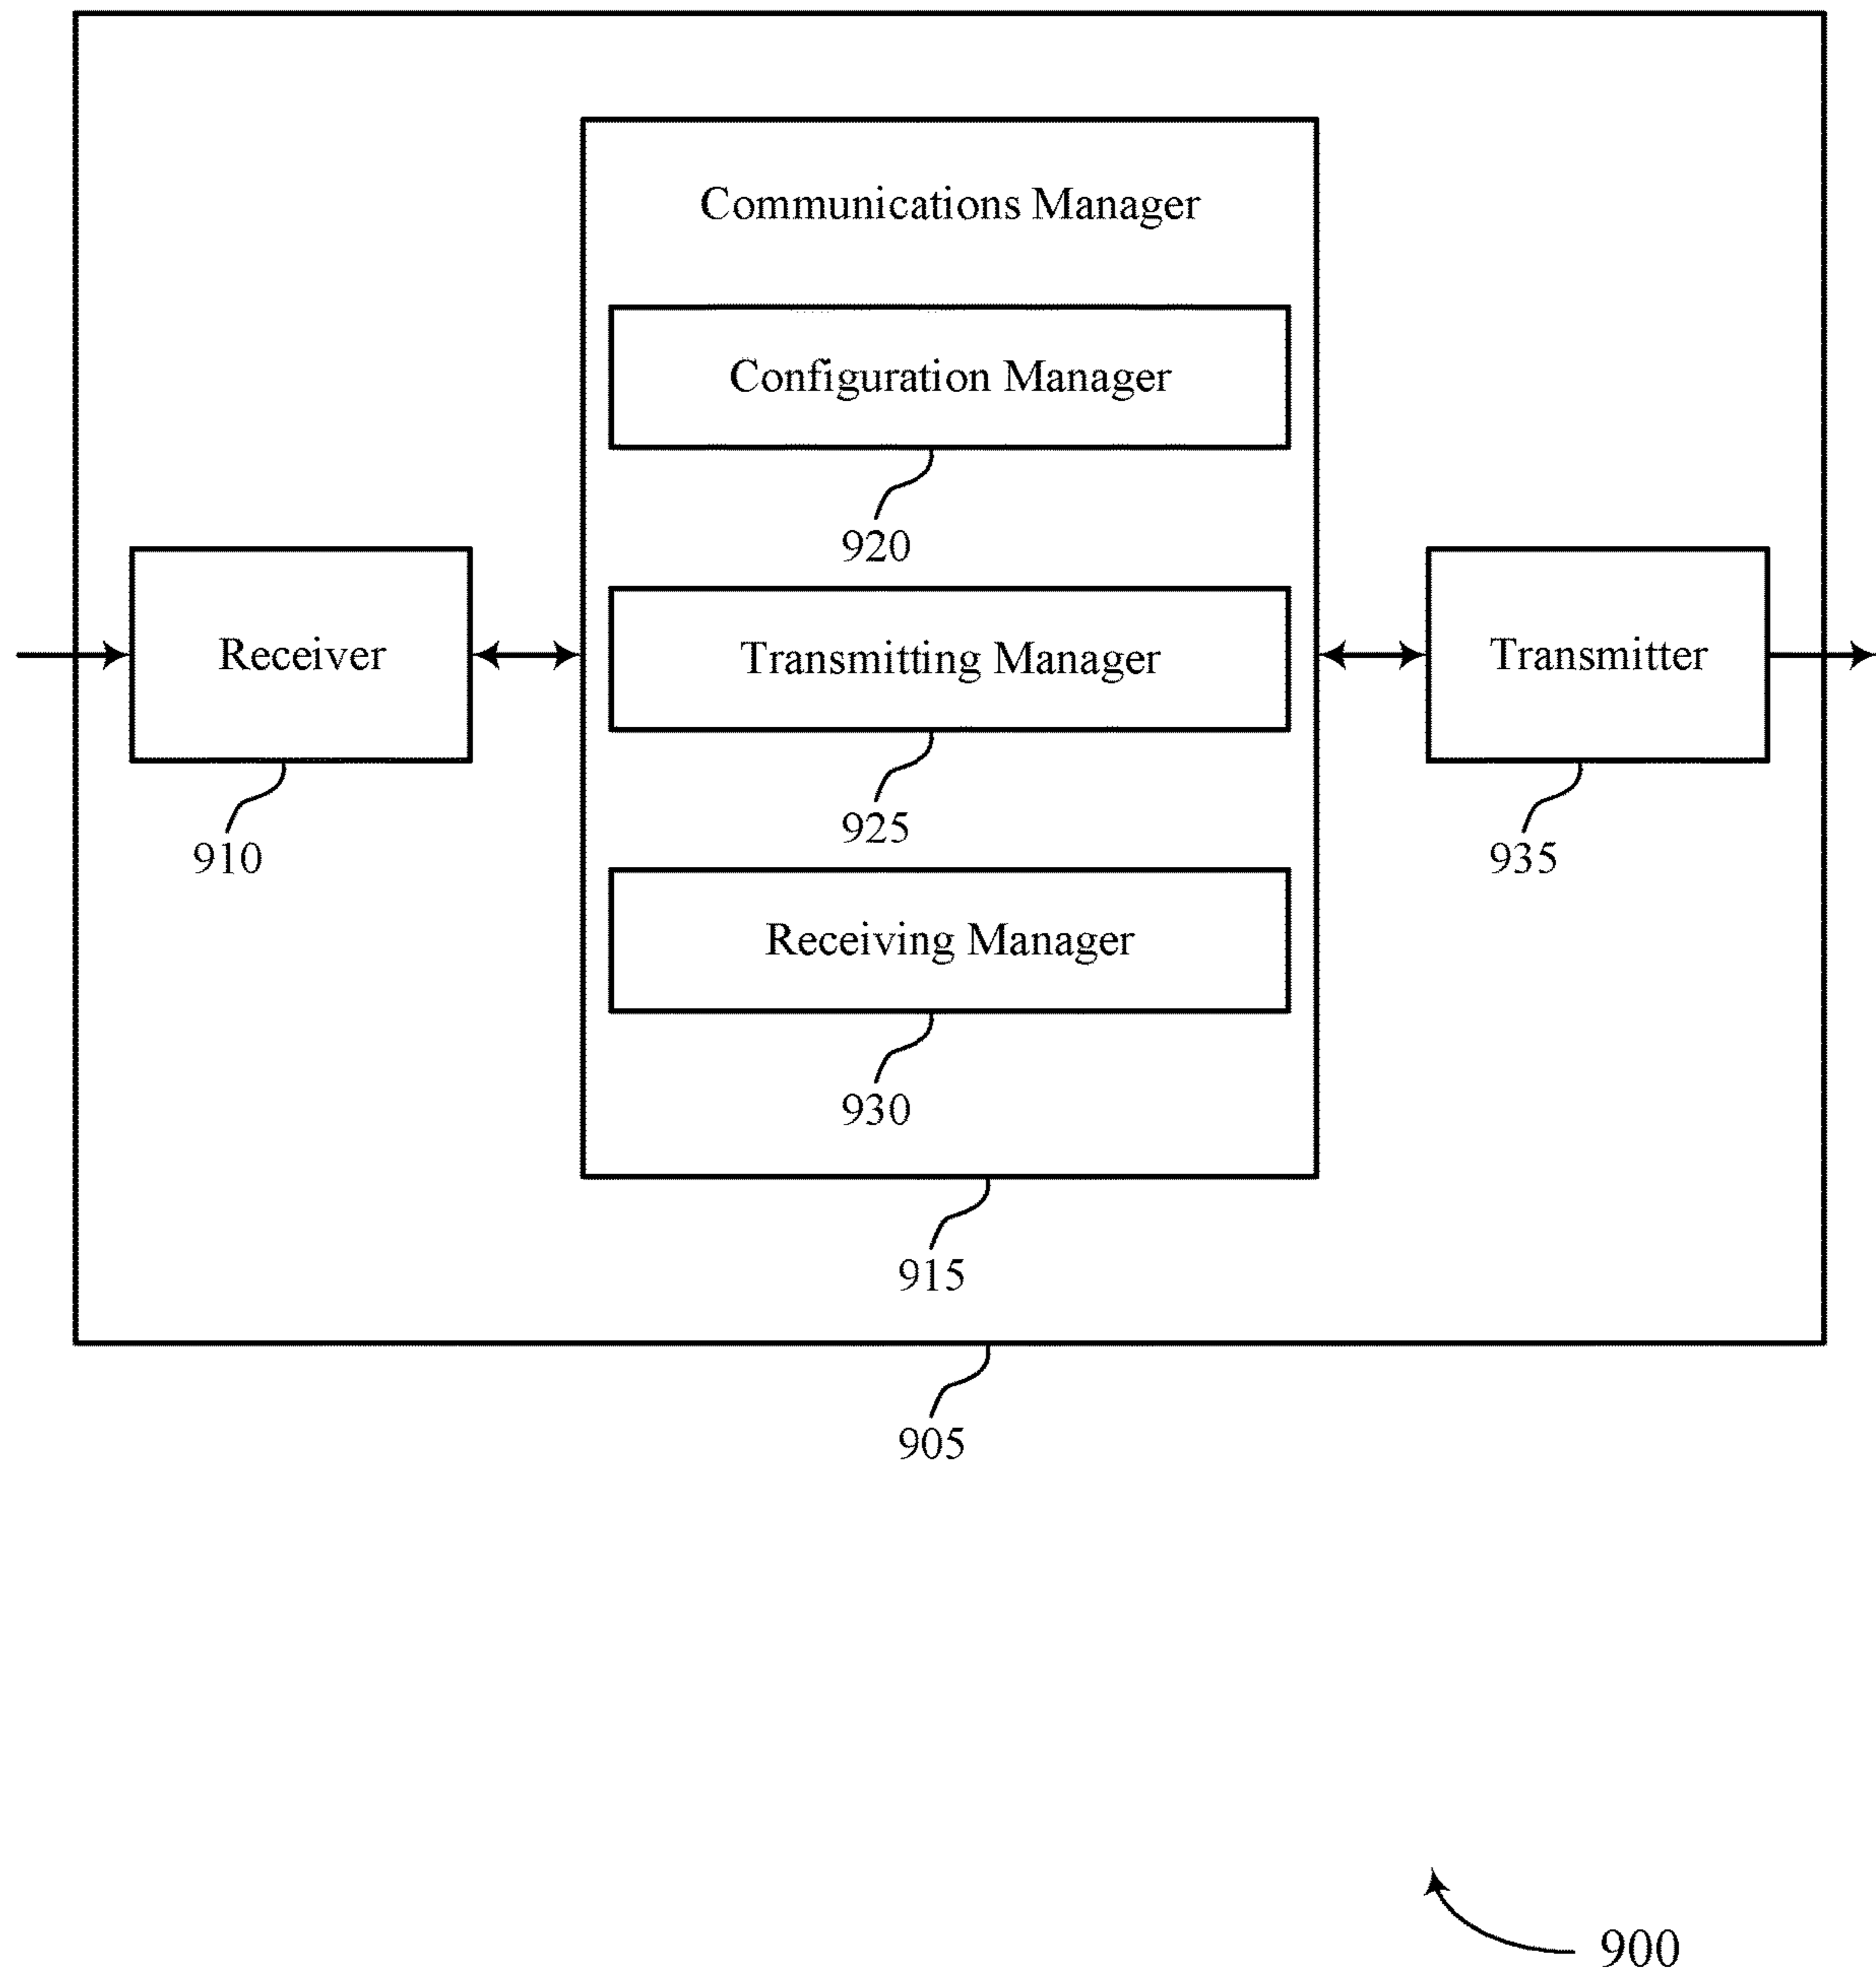 Communications Manager
Configuration Manager
920
Receiver
910
Transmitting Manager
925
Transmitter
935
Receiving Manager
930
915
905
900